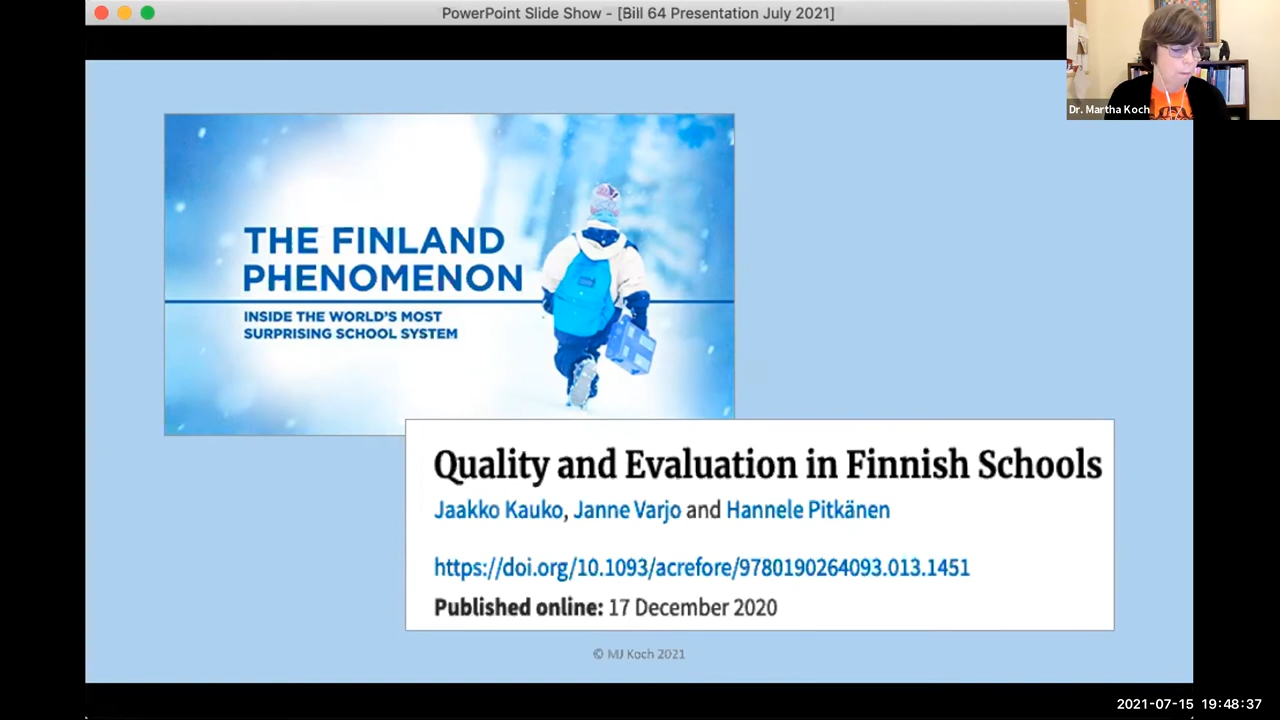 PowerPoint Slide Show - [Bill 64 Presentation July 2021]
Dr. Martha Koch
THE FINLAND
PHENOMENON
INSIDE THE WORLD'S MOST
SURPRISING SCHOOL SYSTEM
Quality and Evaluation in Finnish Schools
Jaakko Kauko, Janne Varjo and Hannele Pitkänen
https://doi.org/10.1093/acrefore/9780190264093.013.1451
Published online: 17 December 2020
© MJ Koch 2021
2021-07-15 19:48:37